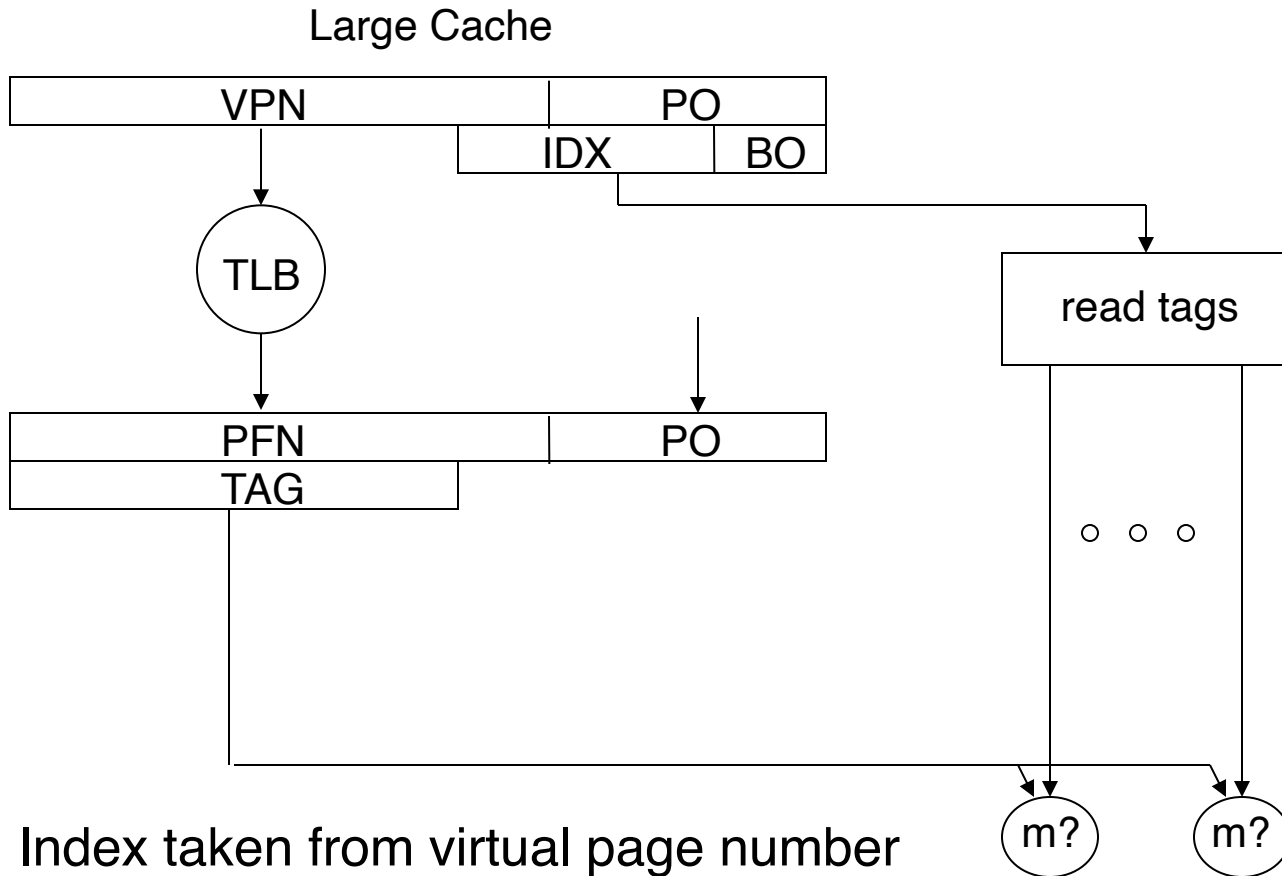 Large Cache
VPN PO
IDX BO
TLB
read tags
PFN PO
TAG
m? m?
Index taken from virtual page number